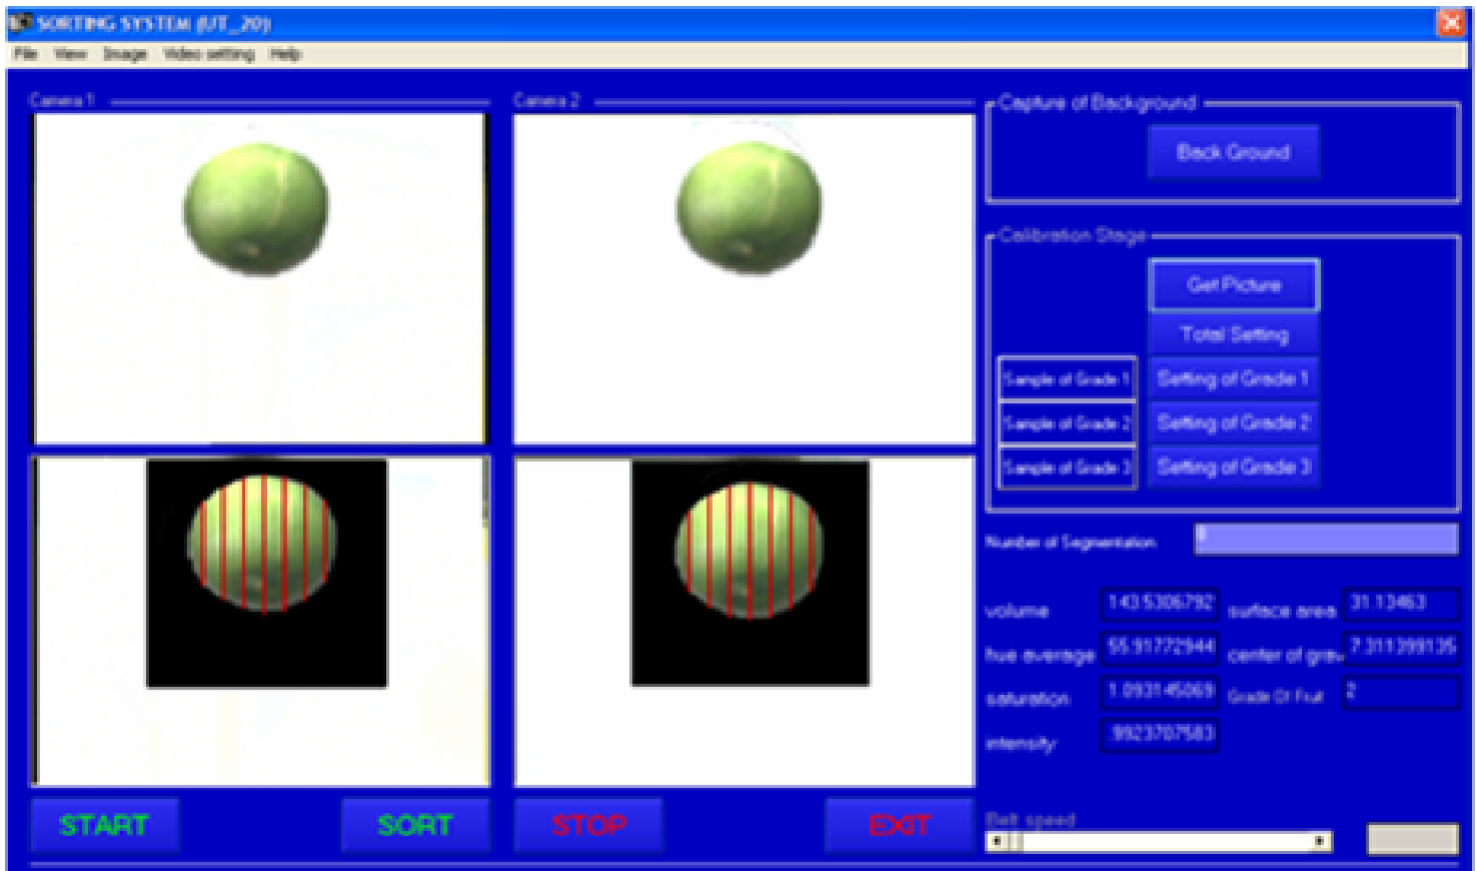 SORTING SYSTEM (UT_20)
File View Image Video setting Help
Camera 1
Camera 2
Capture of Background
Back Ground
Calibration Stage
Get Picture
Total Setting
Sample of Grade 1 Setting of Grade 1
Sample of Grade 2 Setting of Grade 2
Sample of Grade 3 Setting of Grade 3
Number of Segmentation
volume 143.5306792 surface area 31.13463
hue average 55.91772944 center of grav 7.311399135
saturation 1.093145069 Grade Of Fruit 2
intensity .9923707583
START SORT STOP EXIT
Belt speed